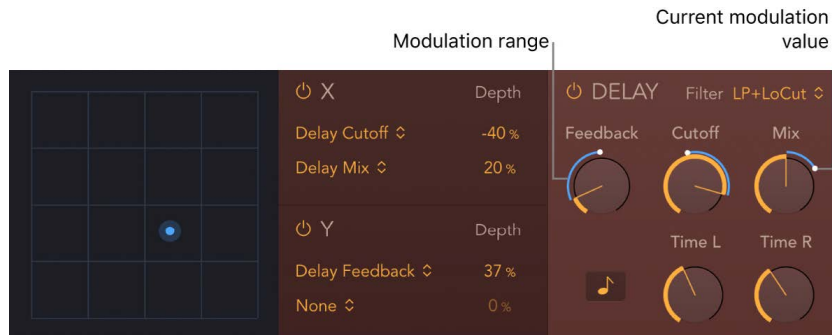 Current modulation
value
Modulation range
X Depth
Delay Cutoff -40 %
Delay Mix 20 %
Y Depth
Delay Feedback 37 %
None 0 %
DELAY Filter LP+LoCut
Feedback Cutoff Mix
Time L Time R